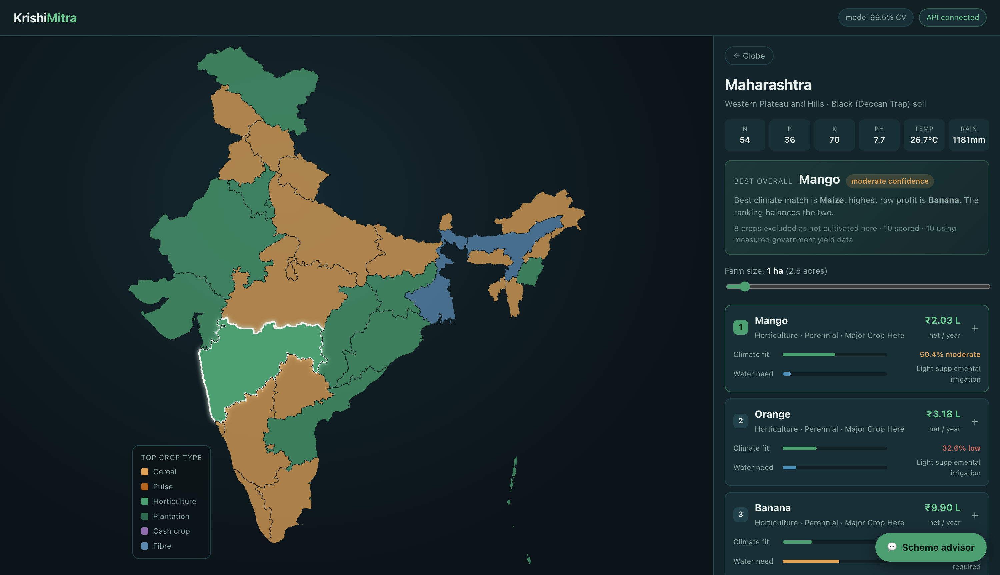 KrishiMitra
model 99.5% CV
API connected
← Globe
Maharashtra
Western Plateau and Hills · Black (Deccan Trap) soil
N
54
P
36
K
70
PH
7.7
TEMP
26.7°C
RAIN
1181mm
BEST OVERALL Mango moderate confidence
Best climate match is Maize, highest raw profit is Banana. The
ranking balances the two.
8 crops excluded as not cultivated here · 10 scored · 10 using
measured government yield data
Farm size: 1 ha (2.5 acres)
1
Mango
Horticulture · Perennial · Major Crop Here
₹2.03 L
net / year
+
Climate fit
50.4% moderate
Water need
Light supplemental
irrigation
2
Orange
Horticulture · Perennial · Major Crop Here
₹3.18 L
net / year
+
Climate fit
32.6% low
Water need
Light supplemental
irrigation
3
Banana
Horticulture · Perennial · Major Crop Here
₹9.90 L
net / year
+
Climate fit
Water need
required
Scheme advisor
TOP CROP TYPE
Cereal
Pulse
Horticulture
Plantation
Cash crop
Fibre